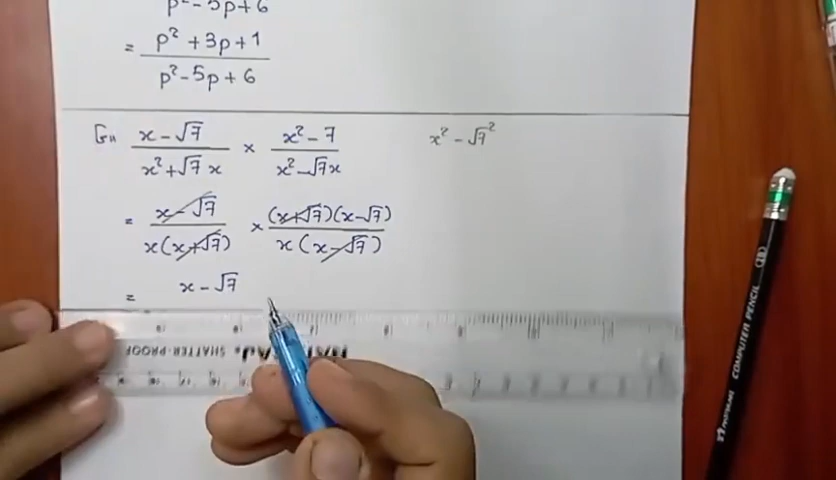 p² - 5p + 6
= p² + 3p + 1 / p² - 5p + 6
x - √7 / x² + √7 x × x² - 7 / x² - √7x
x² - √7²
= x - √7 / x(x+√7) × (x+√7)(x-√7) / x(x-√7)
= x - √7
SHATTER-PROOF
COMPUTER PENCIL